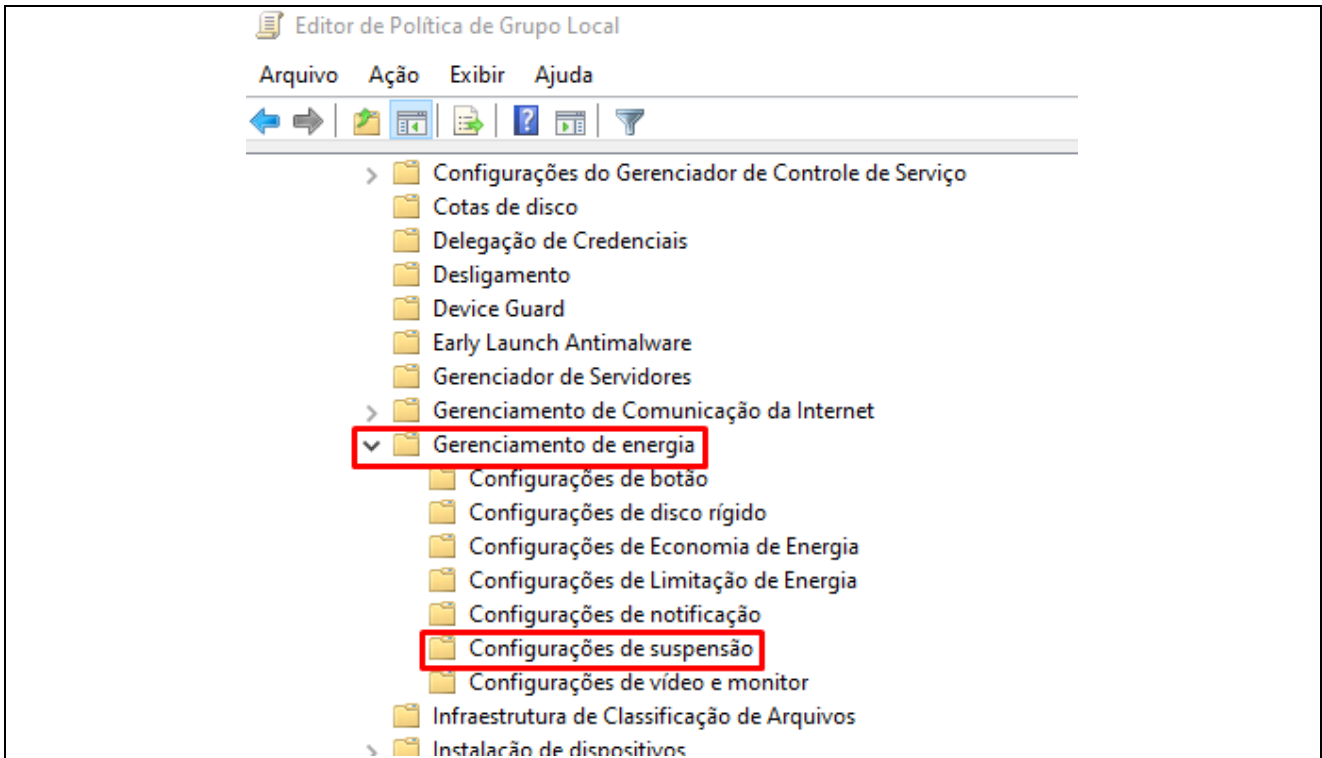 Editor de Política de Grupo Local
Arquivo Ação Exibir Ajuda
Configurações do Gerenciador de Controle de Serviço
Cotas de disco
Delegação de Credenciais
Desligamento
Device Guard
Early Launch Antimalware
Gerenciador de Servidores
Gerenciamento de Comunicação da Internet
Gerenciamento de energia
Configurações de botão
Configurações de disco rígido
Configurações de Economia de Energia
Configurações de Limitação de Energia
Configurações de notificação
Configurações de suspensão
Configurações de vídeo e monitor
Infraestrutura de Classificação de Arquivos
Instalação de dispositivos